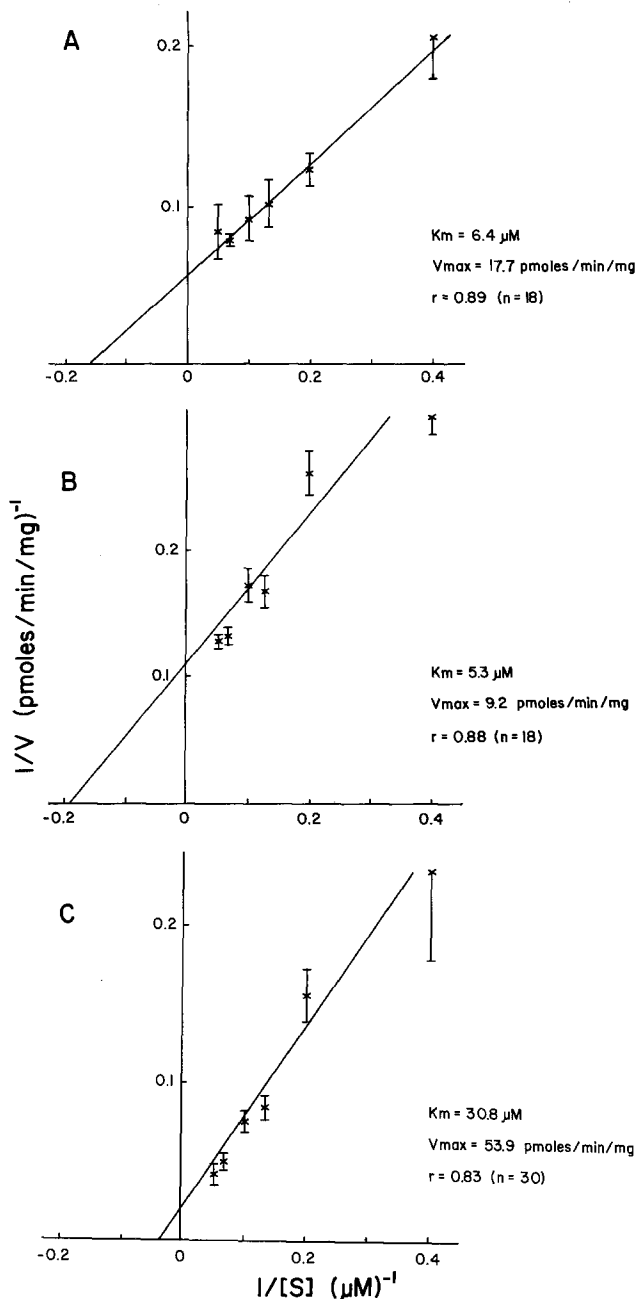 A
0.2
0.1
Km = 6.4 μM
Vmax = 17.7 pmoles/min/mg
r = 0.89 (n = 18)
-0.2
0
0.2
0.4
B
0.2
0.1
Km = 5.3 μM
Vmax = 9.2 pmoles/min/mg
r = 0.88 (n = 18)
-0.2
0
0.2
0.4
I/V (pmoles/min/mg)⁻¹
C
0.2
0.1
Km = 30.8 μM
Vmax = 53.9 pmoles/min/mg
r = 0.83 (n = 30)
-0.2
0
0.2
0.4
I/[S] (μM)⁻¹